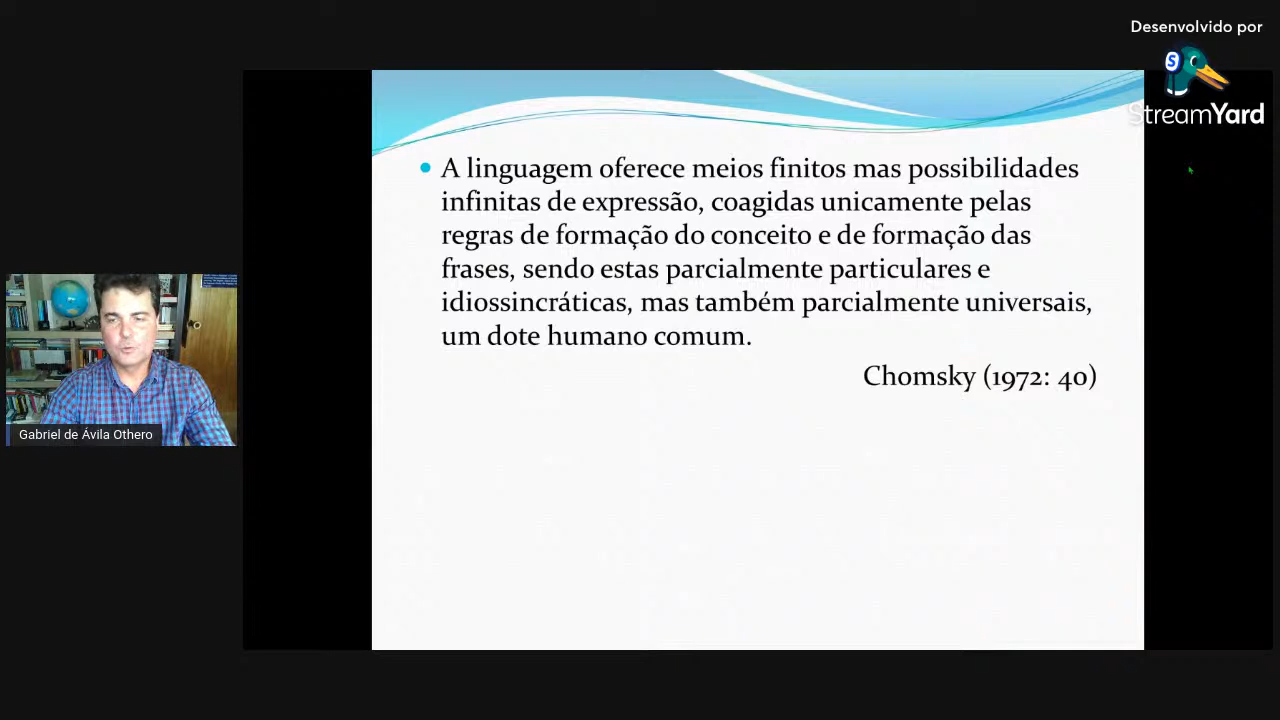 Desenvolvido por
StreamYard
A linguagem oferece meios finitos mas possibilidades
infinitas de expressão, coagidas unicamente pelas
regras de formação do conceito e de formação das
frases, sendo estas parcialmente particulares e
idiossincráticas, mas também parcialmente universais,
um dote humano comum.
Chomsky (1972: 40)
Gabriel de Ávila Othero